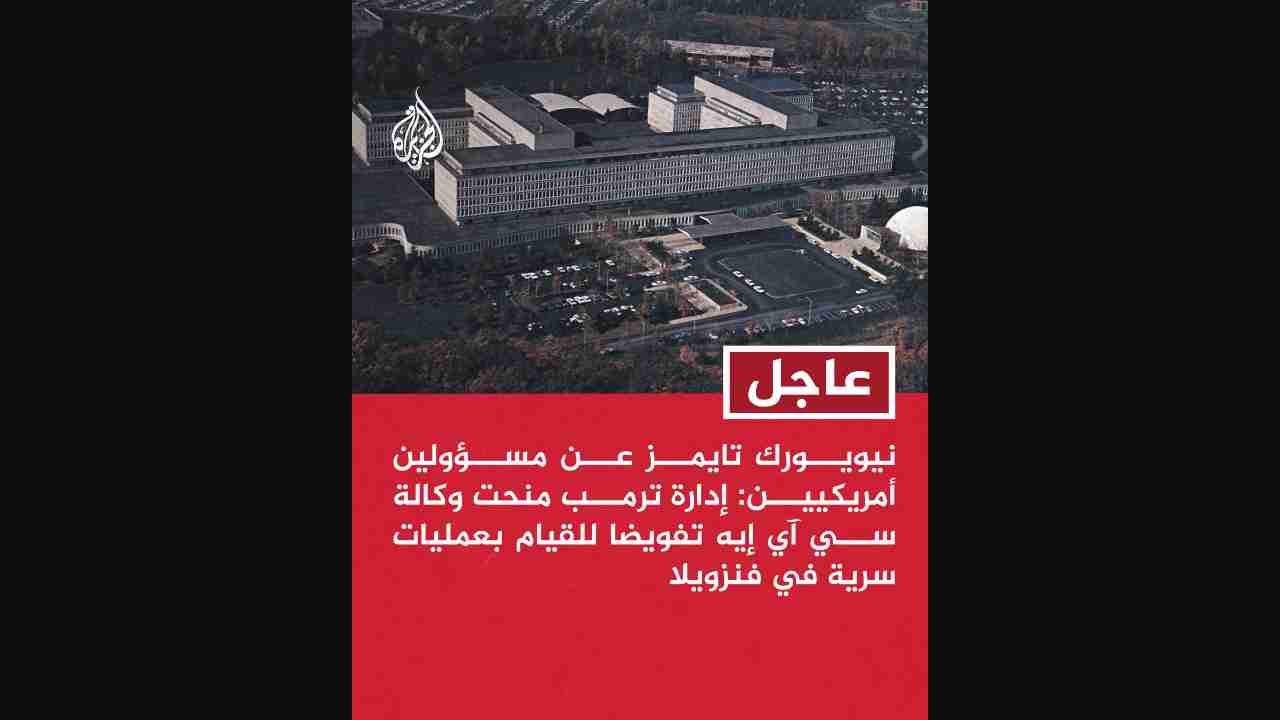 الجزيرة
عاجل
نيويورك تايمز عن مسؤولين
أمريكيين: إدارة ترمب منحت وكالة
سي آي إيه تفويضا للقيام بعمليات
سرية في فنزويلا